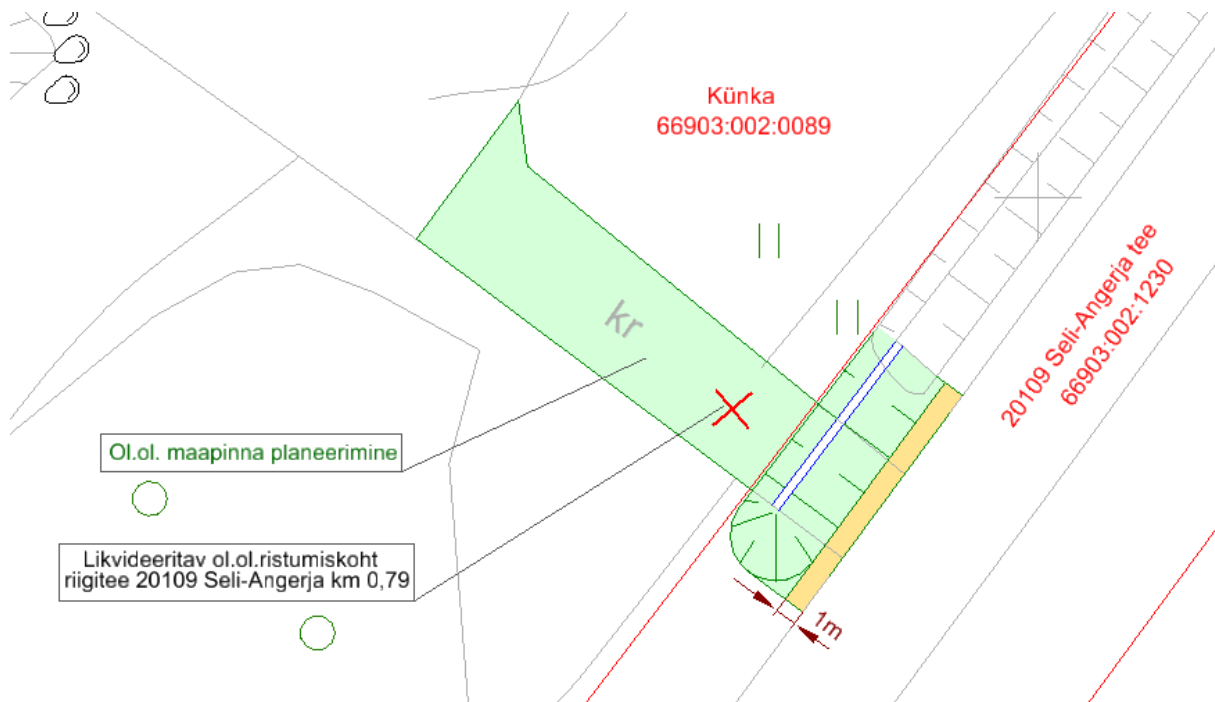 Künka
66903:002:0089
20109 Seli-Angerja tee
66903:002:1230
kr
Ol.ol. maapinna planeerimine
Likvideeritav ol.ol.ristumiskoht
riigitee 20109 Seli-Angerja km 0,79
1m